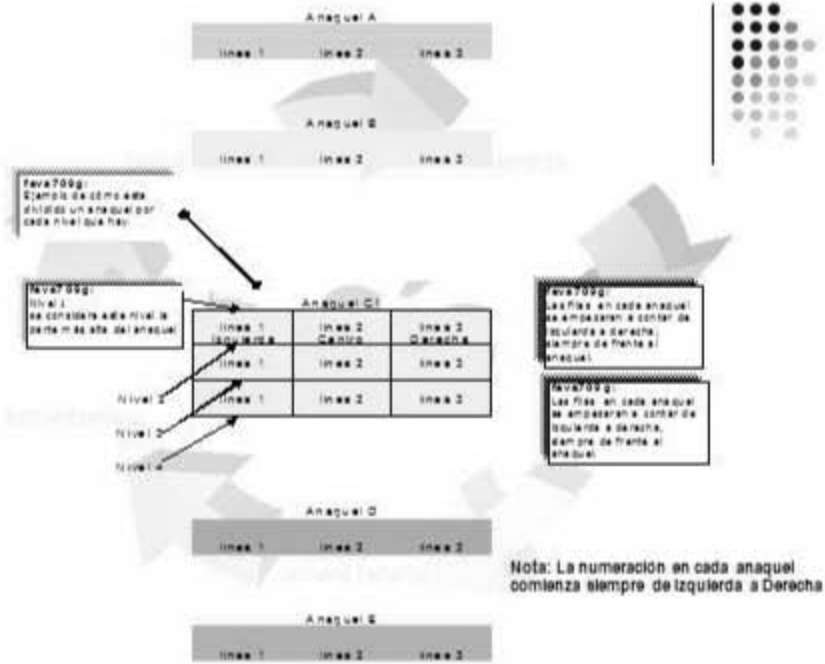 Anaquel A
linea 1 linea 2 linea 3
Anaquel B
linea 1 linea 2 linea 3
fava709g:
Ejemplo de cómo esta
dividido un anaquel por
cada nivel que hay.
fava709g:
Nivel 1
se considera este nivel la
parte más alta del anaquel
Anaquel C1
linea 1 linea 2 linea 3
Izquierda Centro Derecha
linea 1 linea 2 linea 3
linea 1 linea 2 linea 3
Nivel 2
Nivel 3
Nivel 4
fava709g:
Las filas en cada anaquel
se empezaran a contar de
izquierda a derecha,
siempre de frente al
anaquel.
fava709g:
Las filas en cada anaquel
se empezaran a contar de
izquierda a derecha,
siempre de frente al
anaquel.
Anaquel D
linea 1 linea 2 linea 3
Nota: La numeración en cada anaquel
comienza siempre de Izquierda a Derecha
Anaquel E
linea 1 linea 2 linea 3